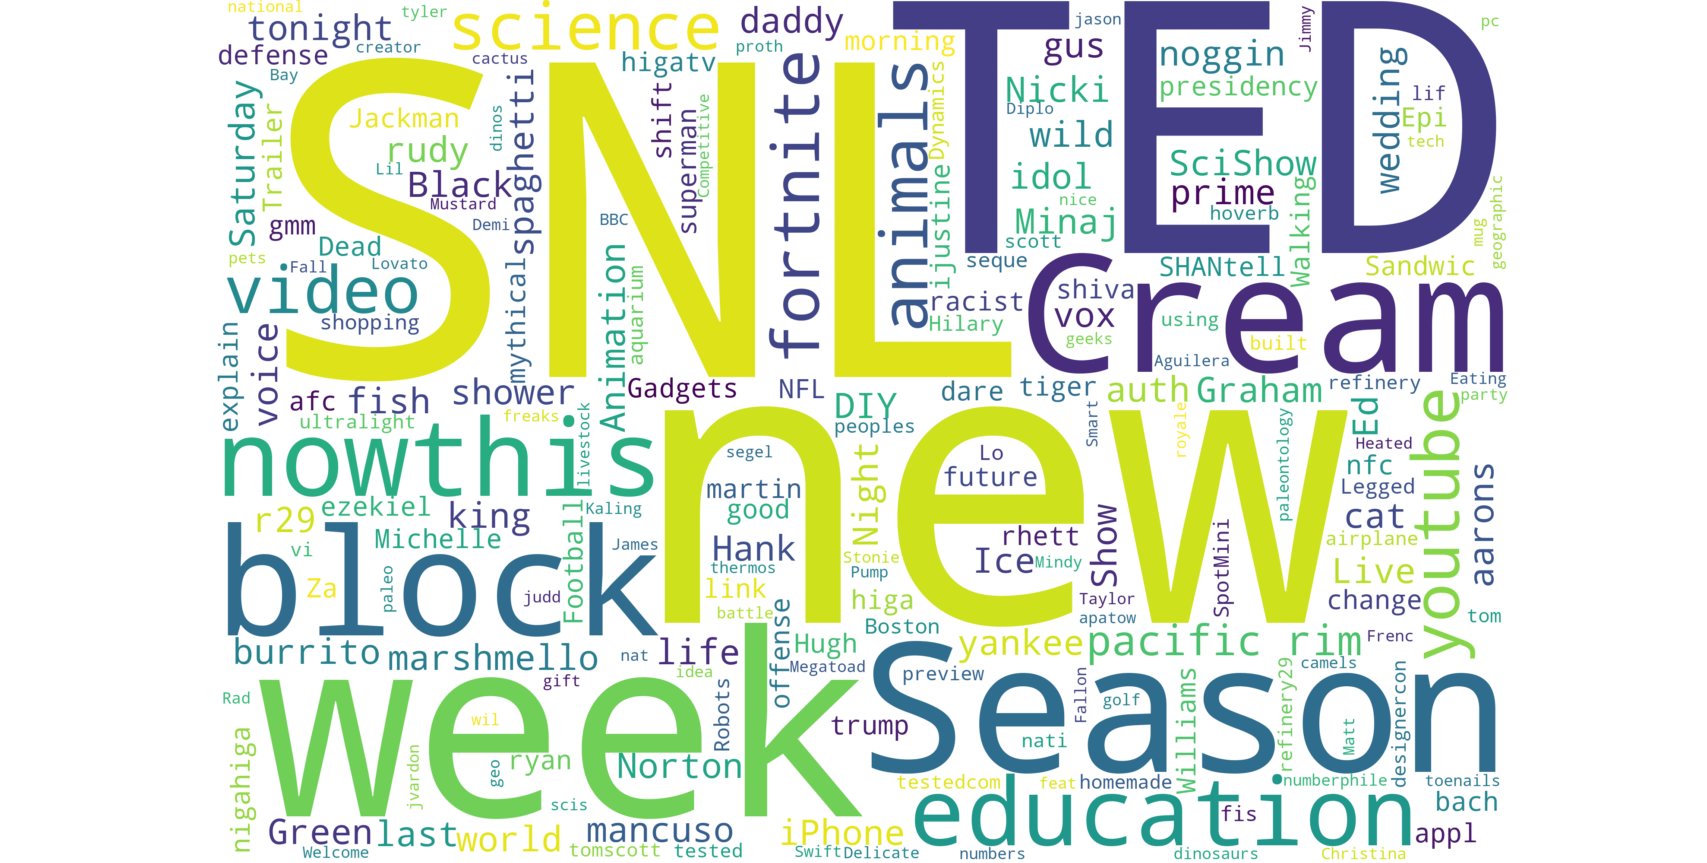 national
tyler
science
daddy
TED
jason
Jimmy
pc
tonight
creator
proth
morning
gus
noggin
defense
cactus
higatv
Bay
SNL
fortnite
animals
Dynamics
Nicki
Diplo
presidency
wedding
lif
Epi
tech
Saturday
Trailer
Jackman
dinos
spaghetti
shift
superman
Competitive
wild
rudy
Lil
Black
Mustard
idol
SciShow
prime
nice
hoverb
Walking
mug
geographic
gmm
Demi
BBC
ijustine
Minaj
scott
Dead
pets
Fall
Lovato
mythical
Animation
aquarium
seque
SHANtell
Sandwic
video
shopping
racist
Cream
shiva
vox
Hilary
using
geeks
built
Aguilera
explain
voice
afc
fish
shower
Gadgets
NFL
dare
tiger
auth
Graham
refinery
Eating
party
ultralight
freaks
livestock
DIY
peoples
new
Smart
royale
paleontology
Ed
Heated
youtube
nowthis
segel
Night
Lo
future
nfc
Legged
aarons
ezekiel
r29
king
Football
Kaling
martin
good
rhett
Show
SpotMini
cat
vi
Michelle
James
Hank
Stonie
Ice
Mindy
airplane
block
Za
paleo
judd
thermos
link
Pump
Live
battle
higa
Taylor
apatow
change
tom
burrito
marshmello
nat
life
week
offense
Hugh
Boston
yankee
pacific rim
Frenc
gift
idea
Megatoad
Season
preview
Fallon
golf
Williams
refinery29
camels
designercon
Rad
wil
Robots
trump
nati
Matt
nigahiga
jvardon
geo
ryan
Norton
testedcom
feat
homemade
numberphile
toenails
scis
education
fis
bach
Green
last
world
mancuso
iPhone
appl
Welcome
tomscott
tested
Swift
Delicate
numbers
dinosaurs
Christina